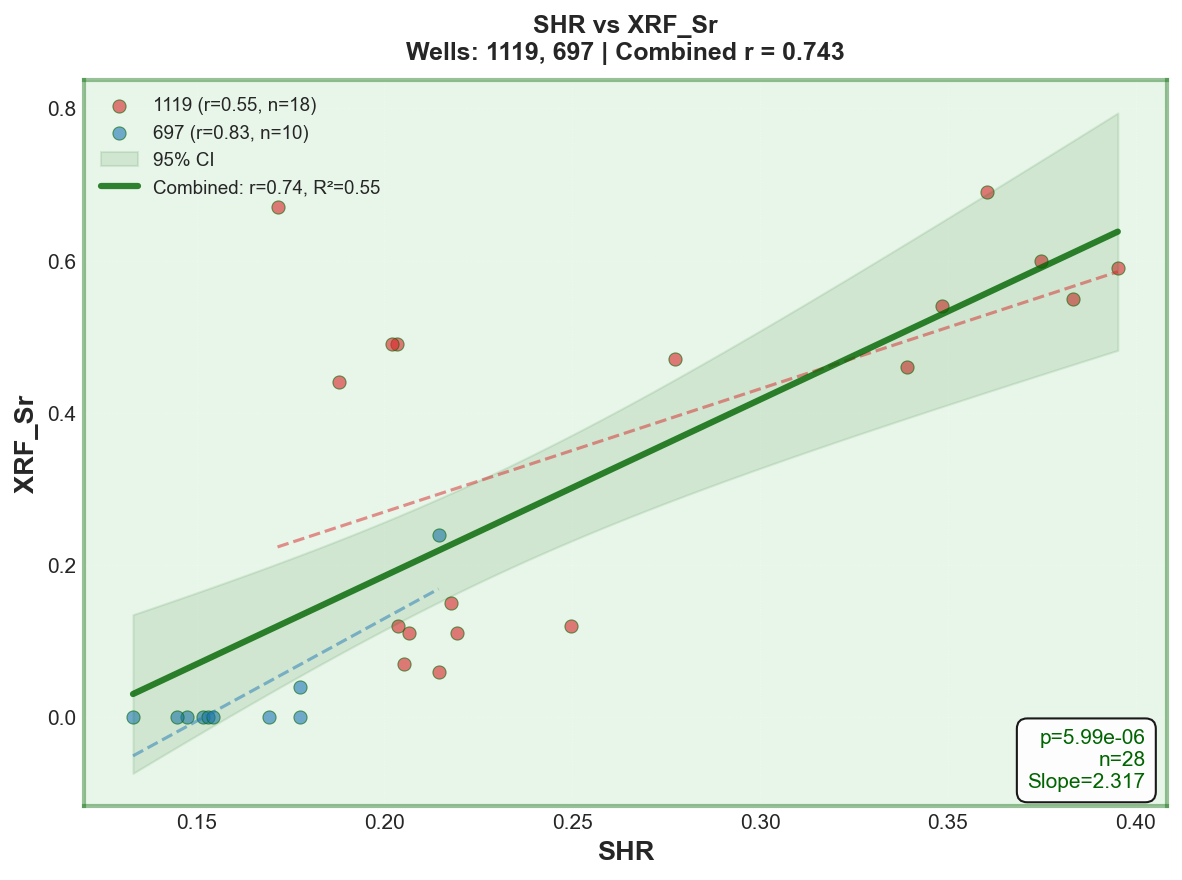 SHR vs XRF_Sr
Wells: 1119, 697 | Combined r = 0.743
1119 (r=0.55, n=18)
697 (r=0.83, n=10)
95% CI
Combined: r=0.74, R²=0.55
0.8
0.6
0.4
0.2
0.0
XRF_Sr
p=5.99e-06
n=28
Slope=2.317
0.15 0.20 0.25 0.30 0.35 0.40
SHR